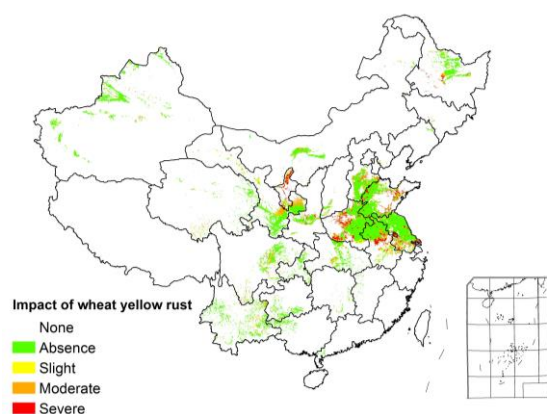 Impact of wheat yellow rust
None
Absence
Slight
Moderate
Severe